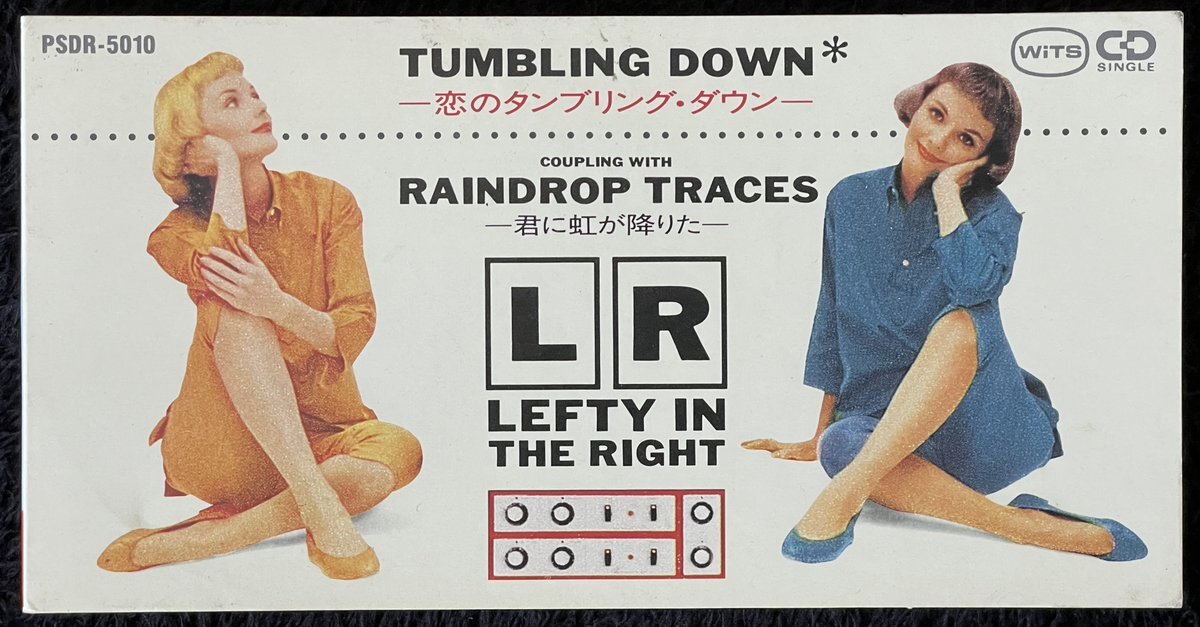 PSDR-5010
TUMBLING DOWN*
—恋のタンブリング・ダウン—
WiTS
CD
SINGLE
COUPLING WITH
RAINDROP TRACES
—君に虹が降りた—
L R
LEFTY IN
THE RIGHT